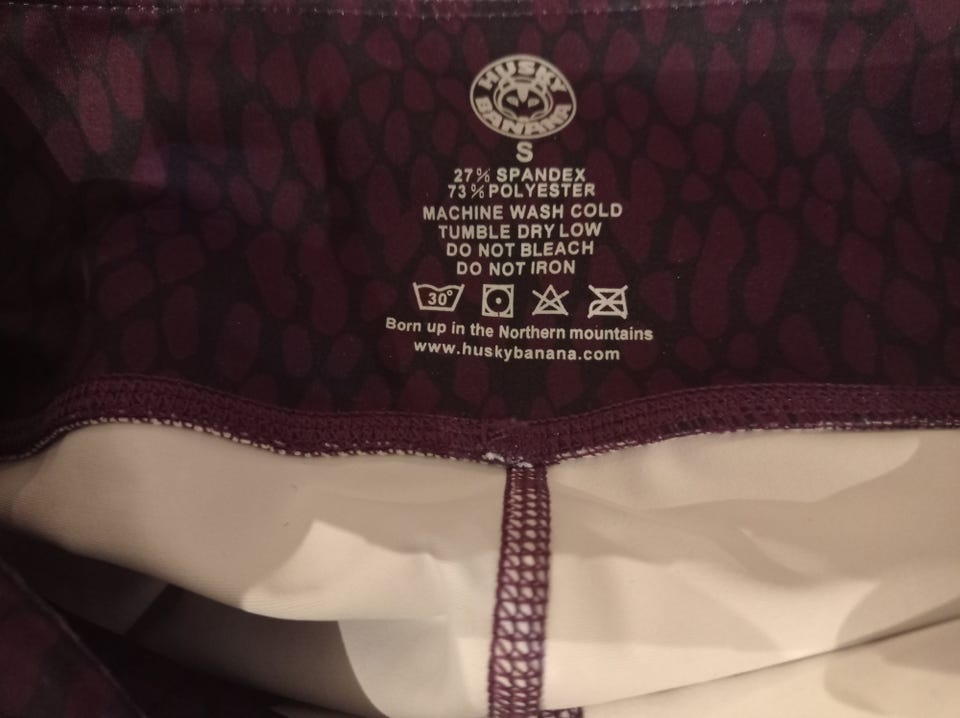 HUSKY
BANANA
S
27% SPANDEX
73% POLYESTER
MACHINE WASH COLD
TUMBLE DRY LOW
DO NOT BLEACH
DO NOT IRON
30°
Born up in the Northern mountains
www.huskybanana.com